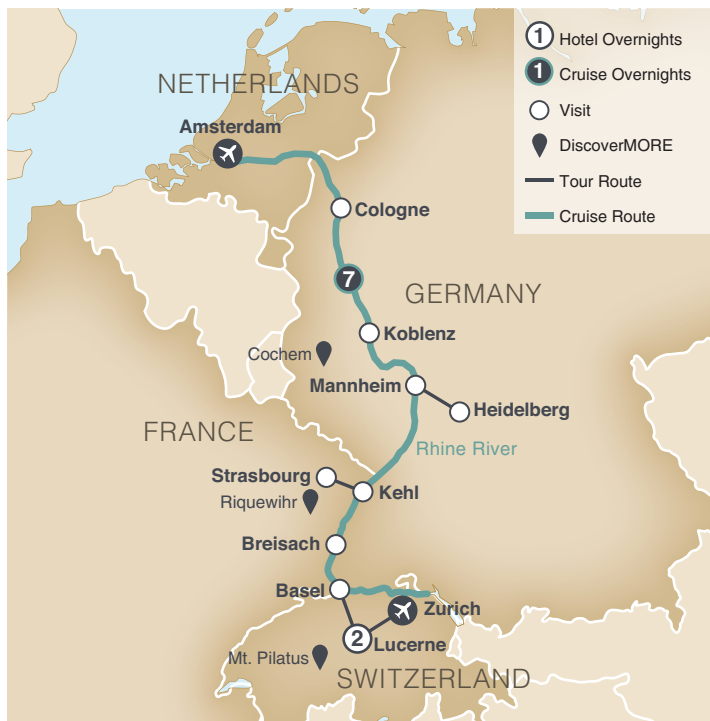 1 Hotel Overnights
1 Cruise Overnights
Visit
DiscoverMORE
Tour Route
Cruise Route
NETHERLANDS
Amsterdam
Cologne
7
GERMANY
Koblenz
Cochem
Mannheim
Heidelberg
FRANCE
Rhine River
Strasbourg
Kehl
Riquewihr
Breisach
Basel
Zurich
2
Lucerne
Mt. Pilatus
SWITZERLAND